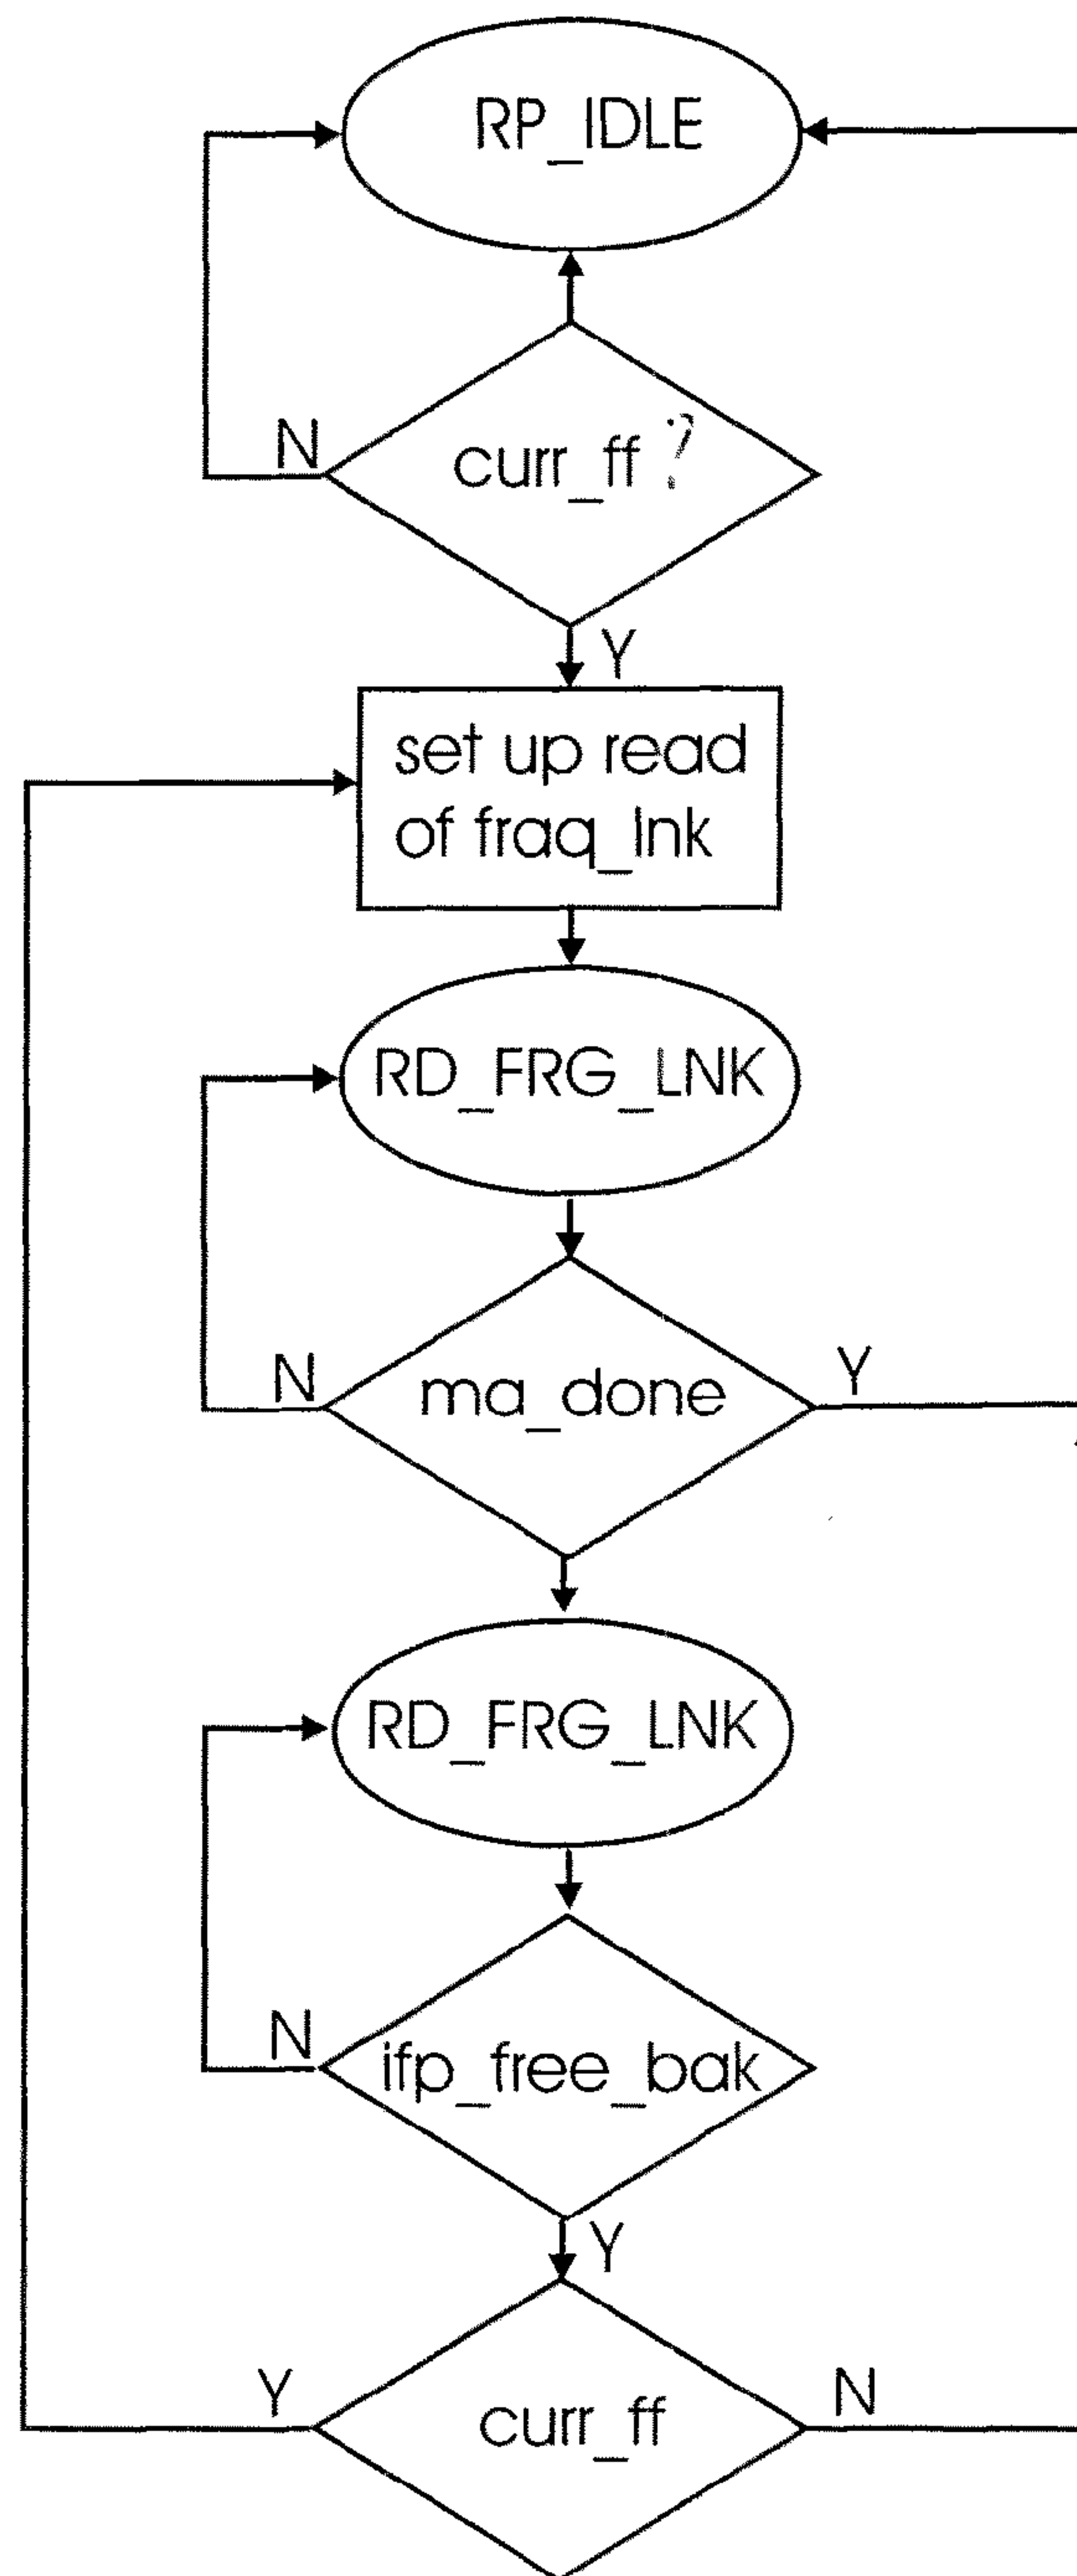 RP_IDLE
N
curr_ff ?
Y
set up read
of fraq_lnk
RD_FRG_LNK
N
ma_done
Y
RD_FRG_LNK
N
ifp_free_bak
Y
Y
curr_ff
N